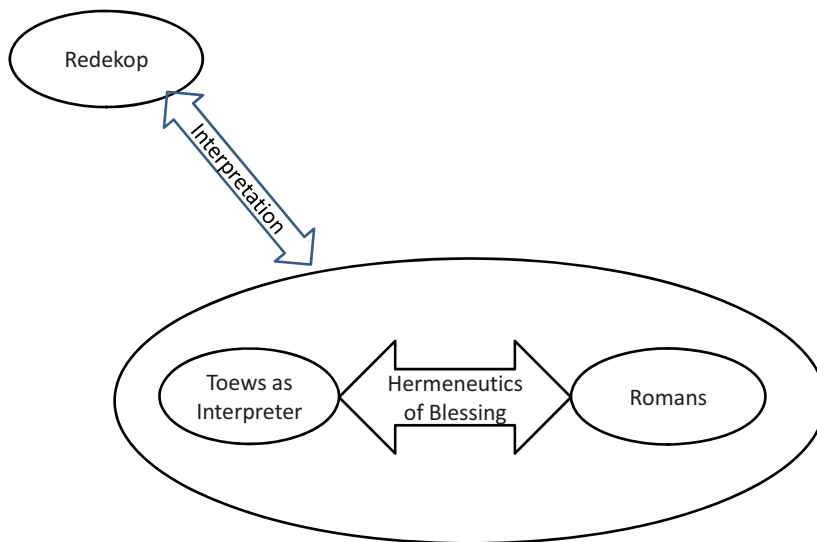 Redekop
Interpretation
Toews as
Interpreter
Hermeneutics
of Blessing
Romans